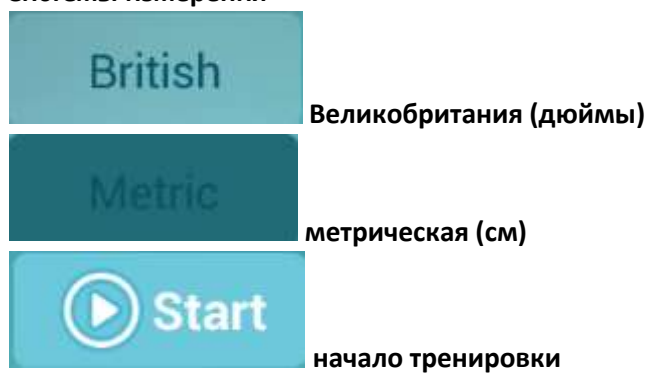 British
Великобритания (дюймы)
Metric
метрическая (см)
Start
начало тренировки